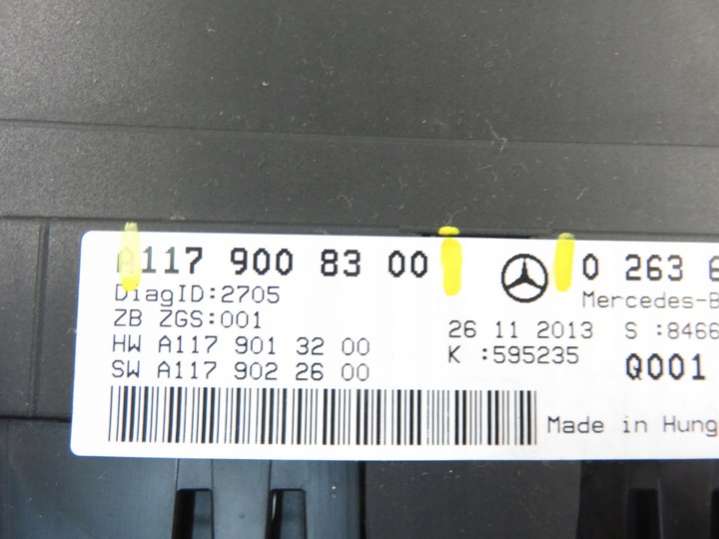 A117 900 83 00 0 263 6
DiagID:2705 Mercedes-B
ZB ZGS:001 26 11 2013 S :8466
HW A117 901 32 00 K :595235 Q001
SW A117 902 26 00
Made in Hung